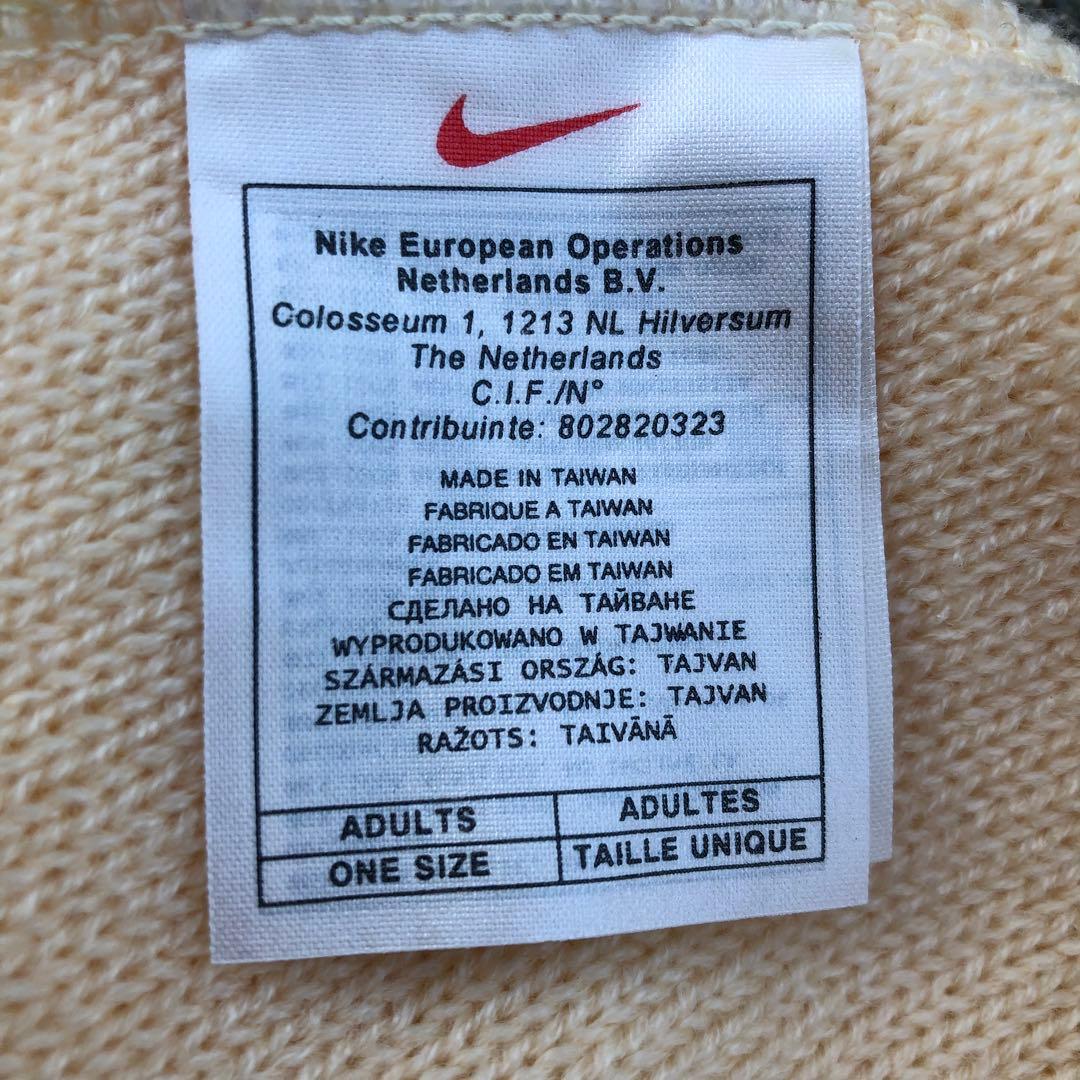 Nike European Operations
Netherlands B.V.
Colosseum 1, 1213 NL Hilversum
The Netherlands
C.I.F./N°
Contribuinte: 802820323
MADE IN TAIWAN
FABRIQUE A TAIWAN
FABRICADO EN TAIWAN
FABRICADO EM TAIWAN
СДЕЛАНО НА ТАЙВАНЕ
WYPRODUKOWANO W TAJWANIE
SZÁRMAZÁSI ORSZÁG: TAJVAN
ZEMLJA PROIZVODNJE: TAJVAN
RAŽOTS: TAIVĀNĀ
ADULTS
ADULTES
ONE SIZE
TAILLE UNIQUE